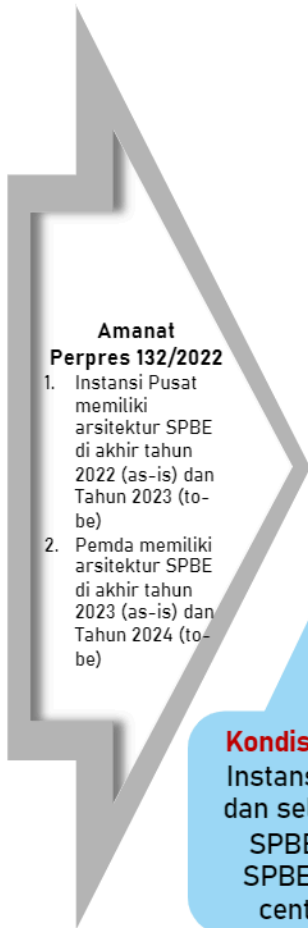 Amanat
Perpres 132/2022
1. Instansi Pusat
memiliki
arsitektur SPBE
di akhir tahun
2022 (as-is) dan
Tahun 2023 (to-
be)
2. Pemda memiliki
arsitektur SPBE
di akhir tahun
2023 (as-is) dan
Tahun 2024 (to-
be)
Kondis
Instans
dan sel
SPBE
SPBE
cent